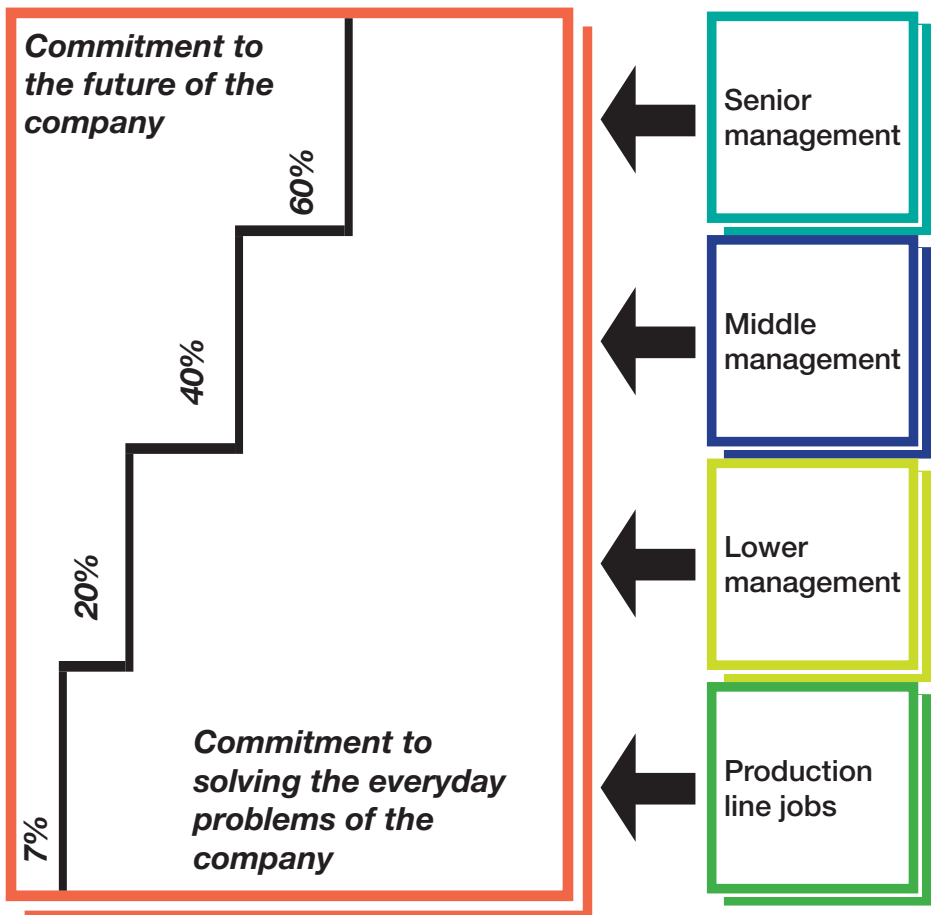 Commitment to
the future of the
company
60%
40%
20%
7%
Commitment to
solving the everyday
problems of the
company
Senior
management
Middle
management
Lower
management
Production
line jobs